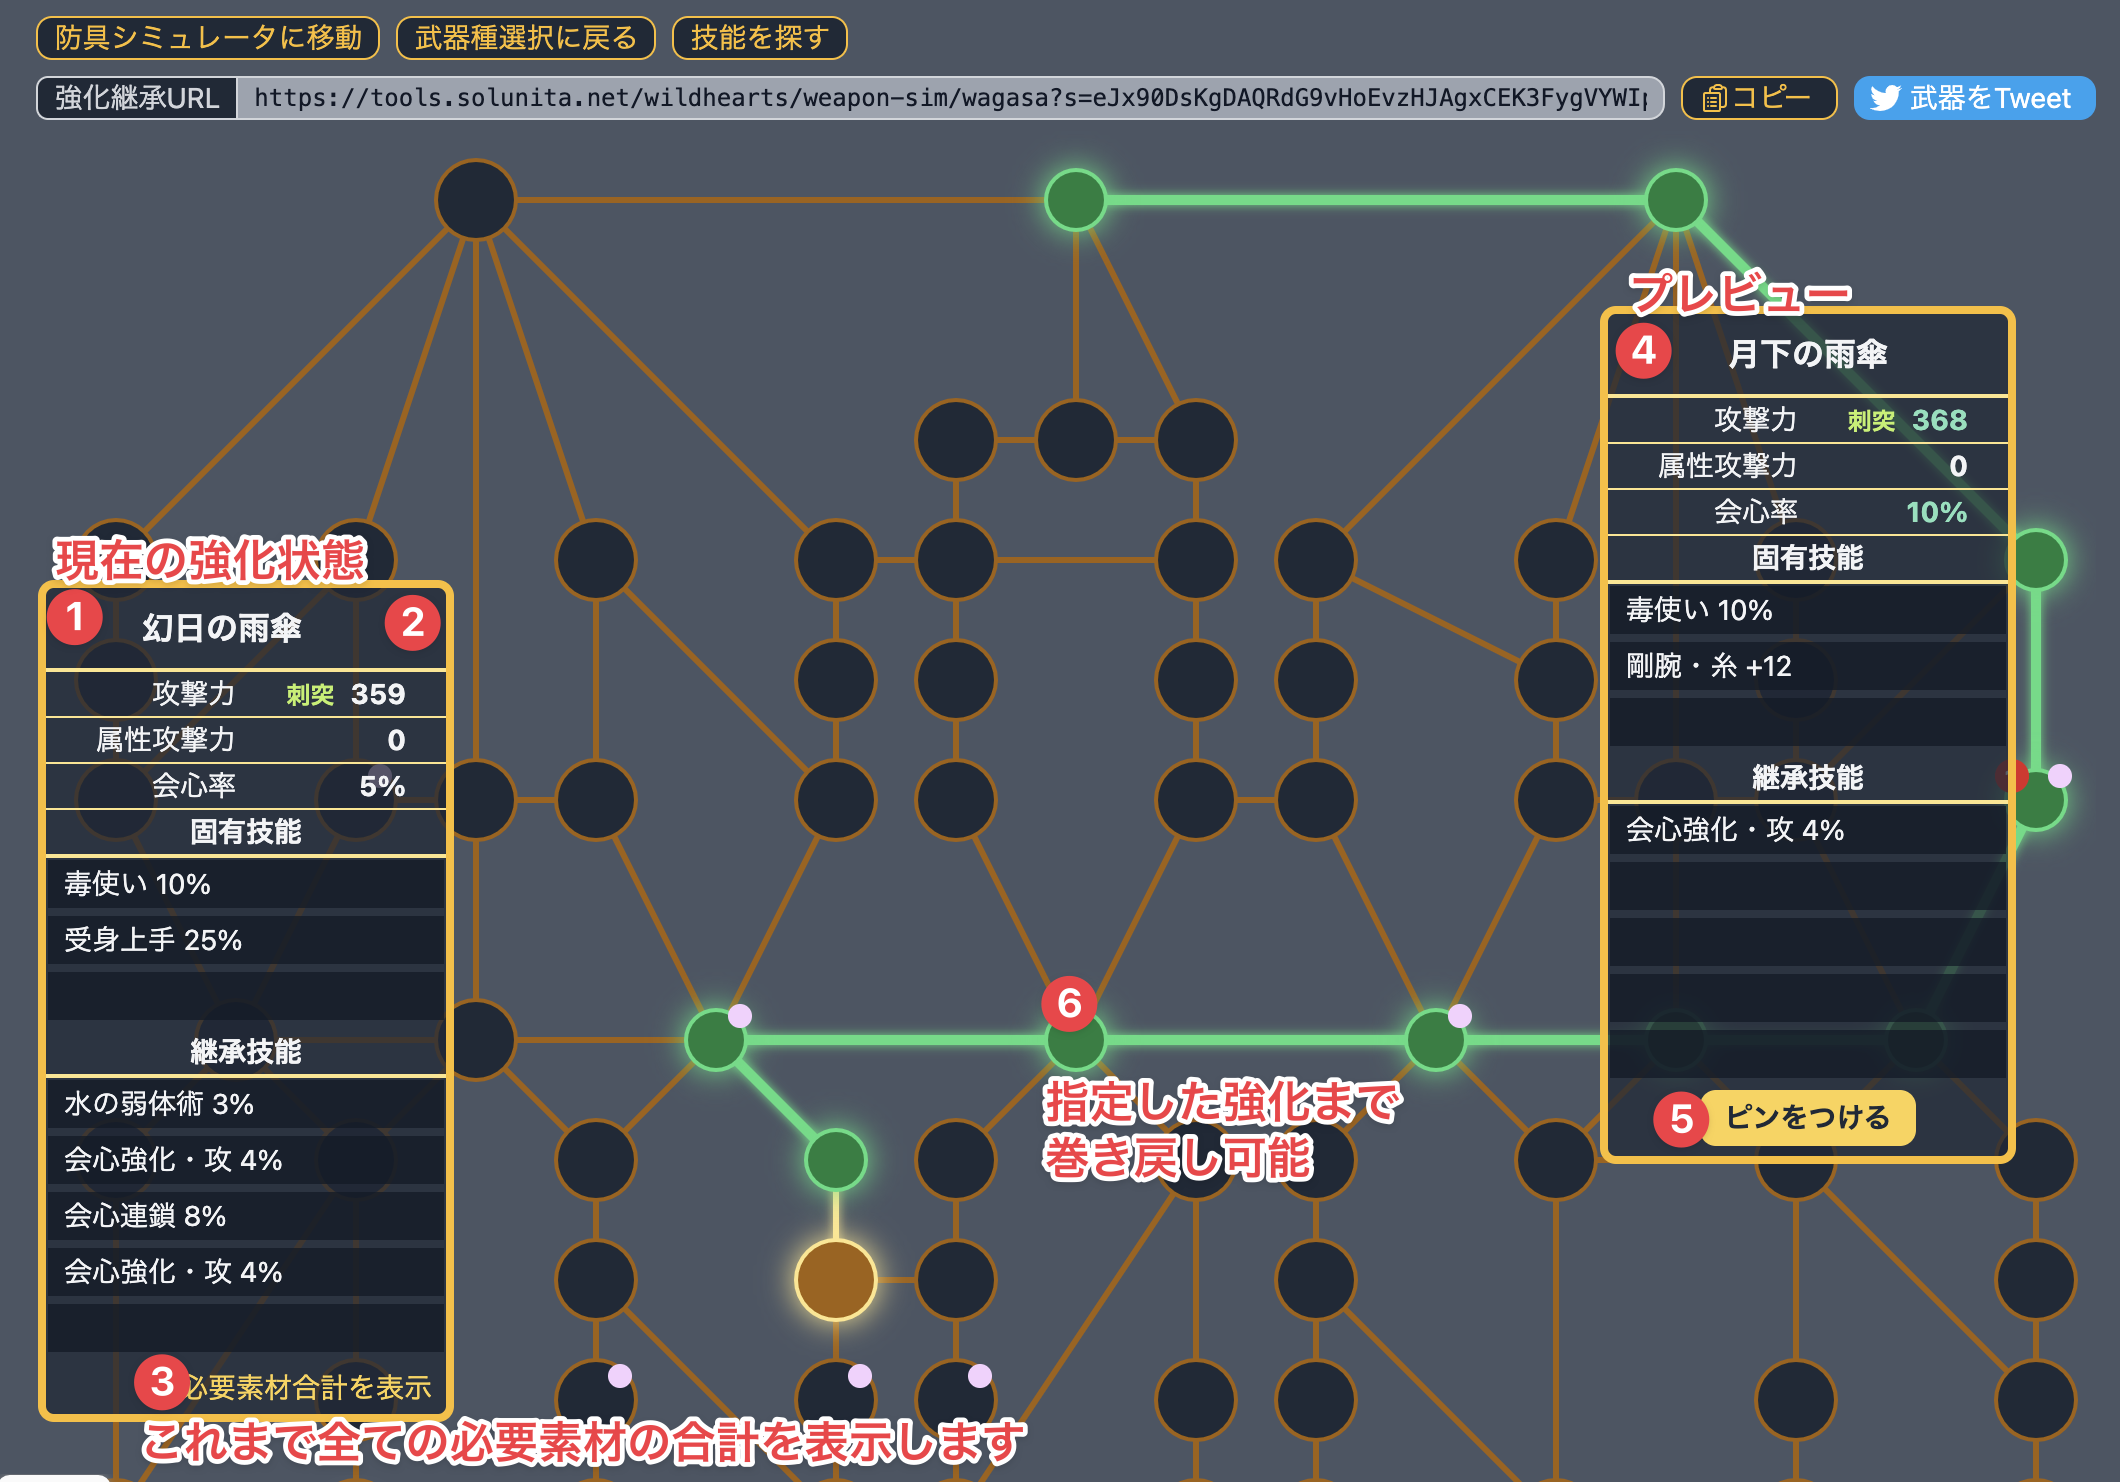 防具シミュレータに移動 武器種選択に戻る 技能を探す
強化継承URL https://tools.solunita.net/wildhearts/weapon-sim/wagasa?s=eJx90DsKgDAQRdG9vHoEvzHJAgxCEK3FygVVYWI コピー 武器をTweet
プレビュー
4 月下の雨傘
攻撃力 刺突 368
属性攻撃力 0
会心率 10%
固有技能
毒使い 10%
剛腕・糸 +12
継承技能
会心強化・攻 4%
5 ピンをつける
現在の強化状態
1 幻日の雨傘 2
攻撃力 刺突 359
属性攻撃力 0
会心率 5%
固有技能
毒使い 10%
受身上手 25%
継承技能
水の弱体術 3%
会心強化・攻 4%
会心連鎖 8%
会心強化・攻 4%
3 必要素材合計を表示
これまで全ての必要素材の合計を表示します
6
指定した強化まで
巻き戻し可能